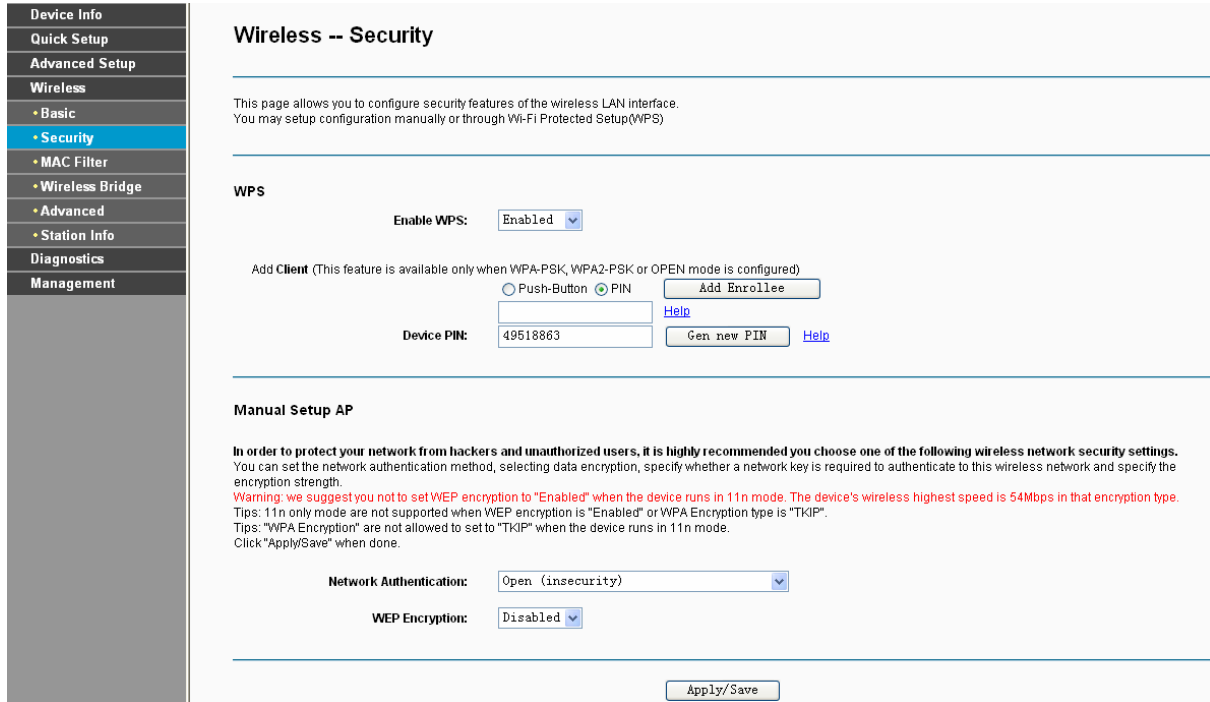 Device Info
Quick Setup
Advanced Setup
Wireless
• Basic
• Security
• MAC Filter
• Wireless Bridge
• Advanced
• Station Info
Diagnostics
Management
Wireless -- Security
This page allows you to configure security features of the wireless LAN interface.
You may setup configuration manually or through Wi-Fi Protected Setup(WPS)
WPS
Enable WPS: Enabled
Add Client (This feature is available only when WPA-PSK, WPA2-PSK or OPEN mode is configured)
Push-Button PIN Add Enrollee
Help
Device PIN: 49518863 Gen new PIN Help
Manual Setup AP
In order to protect your network from hackers and unauthorized users, it is highly recommended you choose one of the following wireless network security settings.
You can set the network authentication method, selecting data encryption, specify whether a network key is required to authenticate to this wireless network and specify the
encryption strength.
Warning: we suggest you not to set WEP encryption to "Enabled" when the device runs in 11n mode. The device's wireless highest speed is 54Mbps in that encryption type.
Tips: 11n only mode are not supported when WEP encryption is "Enabled" or WPA Encryption type is "TKIP".
Tips: "WPA Encryption" are not allowed to set to "TKIP" when the device runs in 11n mode.
Click "Apply/Save" when done.
Network Authentication: Open (insecurity)
WEP Encryption: Disabled
Apply/Save